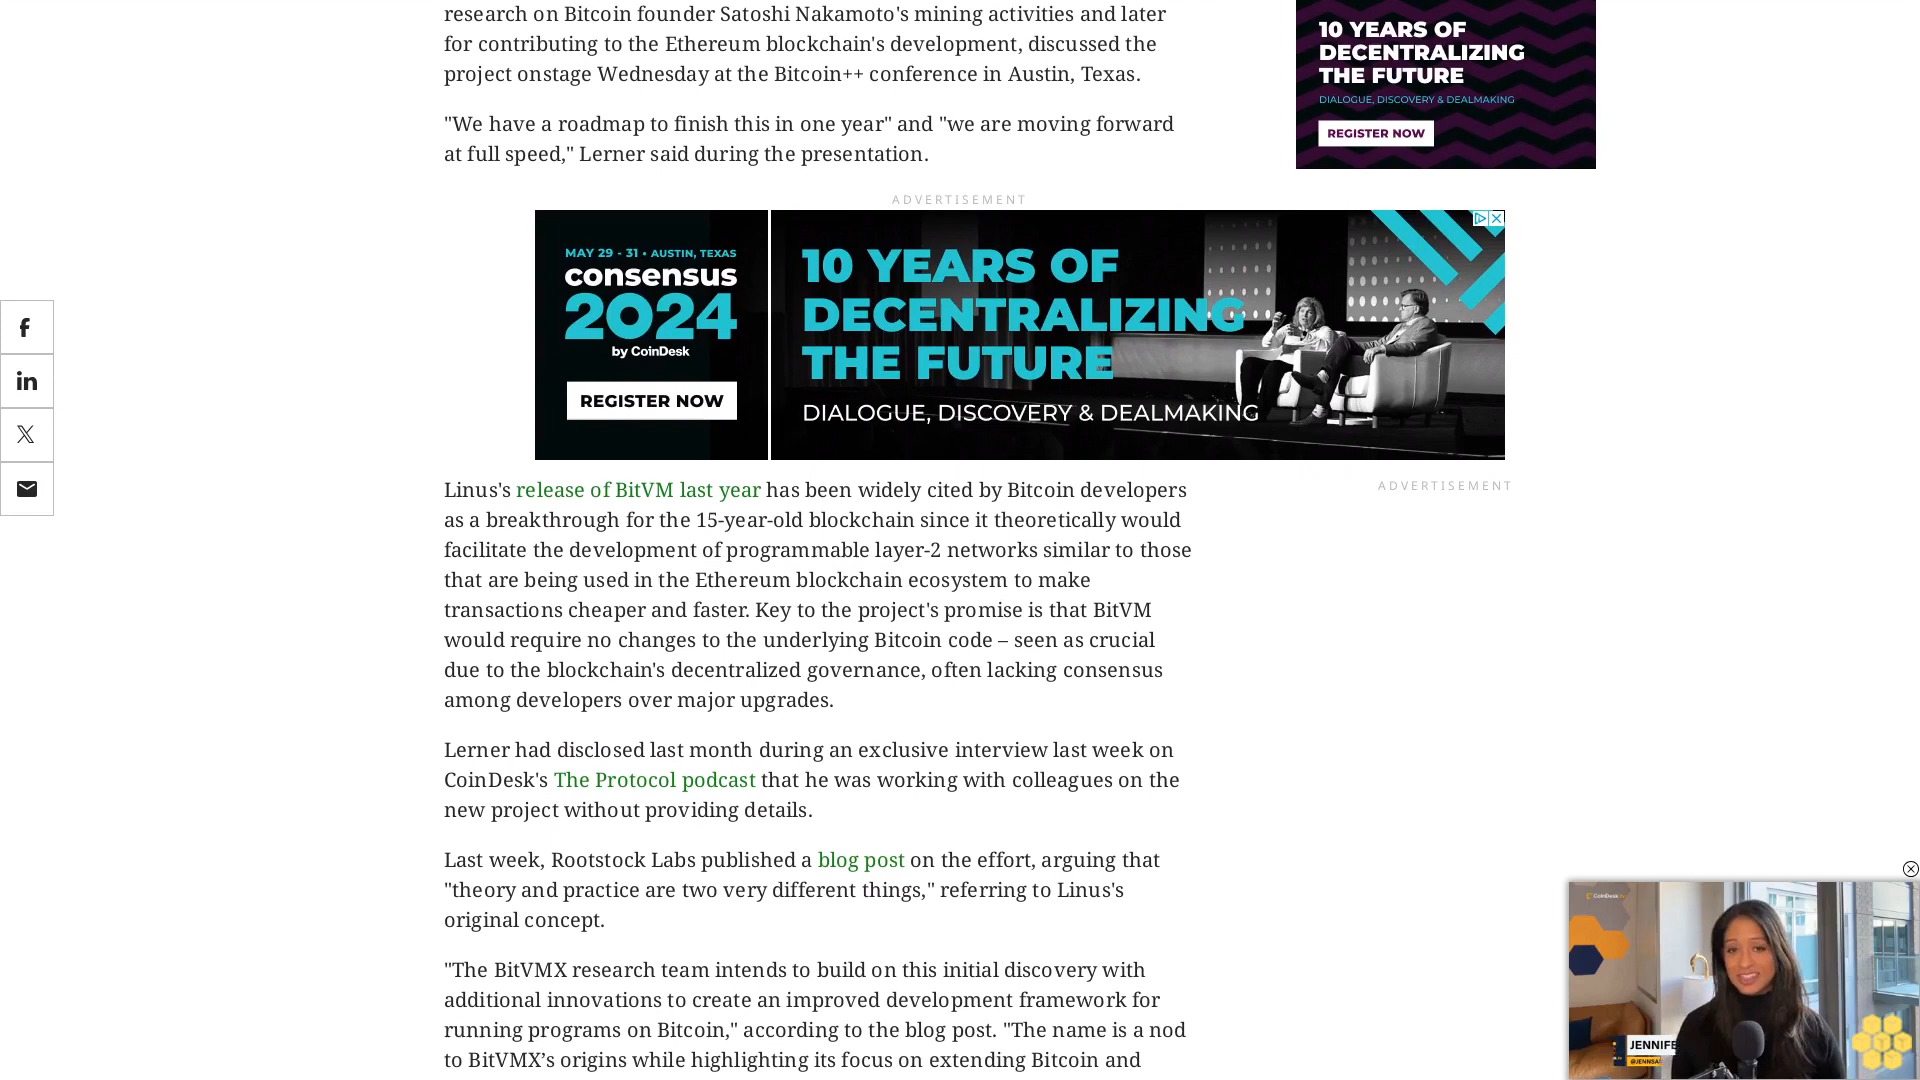 research on Bitcoin founder Satoshi Nakamoto's mining activities and later
for contributing to the Ethereum blockchain's development, discussed the
project onstage Wednesday at the Bitcoin++ conference in Austin, Texas.
"We have a roadmap to finish this in one year" and "we are moving forward
at full speed," Lerner said during the presentation.
10 YEARS OF
DECENTRALIZING
THE FUTURE
DIALOGUE, DISCOVERY & DEALMAKING
REGISTER NOW
ADVERTISEMENT
MAY 29 - 31 • AUSTIN, TEXAS
consensus
2024
by CoinDesk
REGISTER NOW
10 YEARS OF
DECENTRALIZING
THE FUTURE
DIALOGUE, DISCOVERY & DEALMAKING
Linus's release of BitVM last year has been widely cited by Bitcoin developers
as a breakthrough for the 15-year-old blockchain since it theoretically would
facilitate the development of programmable layer-2 networks similar to those
that are being used in the Ethereum blockchain ecosystem to make
transactions cheaper and faster. Key to the project's promise is that BitVM
would require no changes to the underlying Bitcoin code – seen as crucial
due to the blockchain's decentralized governance, often lacking consensus
among developers over major upgrades.
ADVERTISEMENT
Lerner had disclosed last month during an exclusive interview last week on
CoinDesk's The Protocol podcast that he was working with colleagues on the
new project without providing details.
Last week, Rootstock Labs published a blog post on the effort, arguing that
"theory and practice are two very different things," referring to Linus's
original concept.
"The BitVMX research team intends to build on this initial discovery with
additional innovations to create an improved development framework for
running programs on Bitcoin," according to the blog post. "The name is a nod
to BitVMX’s origins while highlighting its focus on extending Bitcoin and
CoinDesk
JENNIFE